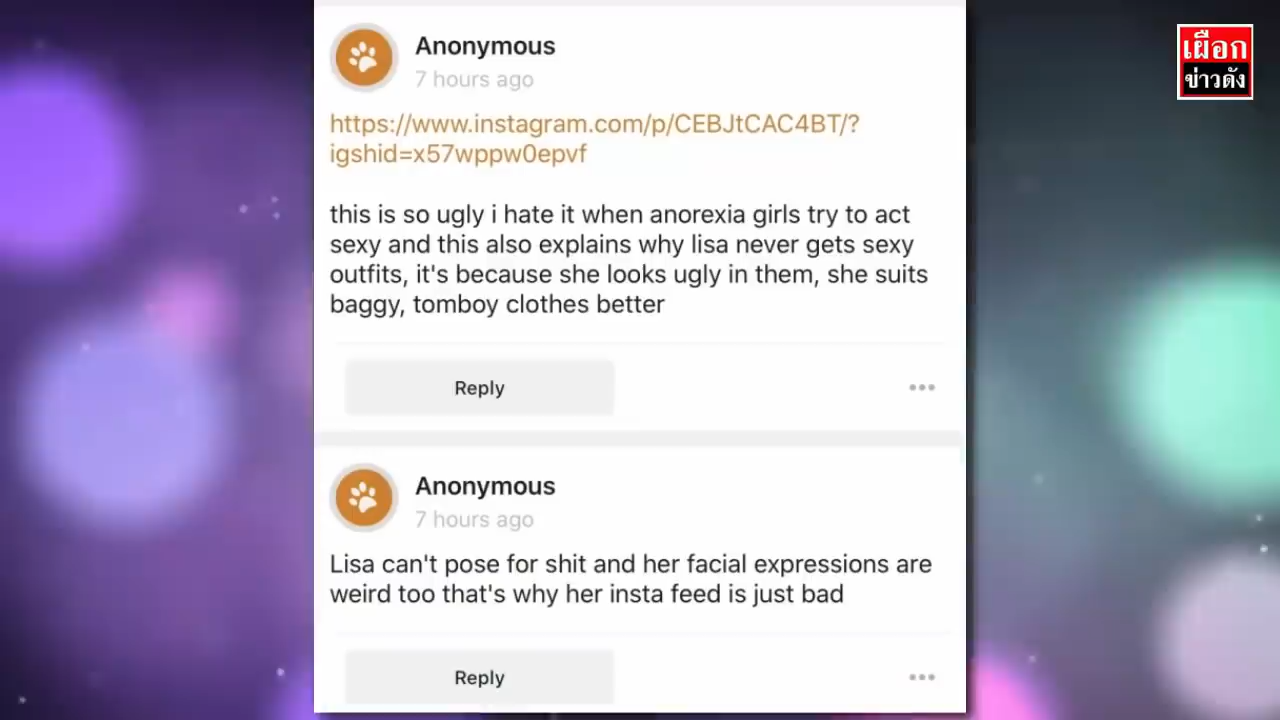 เผือก
ข่าวดัง
Anonymous
7 hours ago
https://www.instagram.com/p/CEBJtCAC4BT/?
igshid=x57wppw0epvf
this is so ugly i hate it when anorexia girls try to act
sexy and this also explains why lisa never gets sexy
outfits, it's because she looks ugly in them, she suits
baggy, tomboy clothes better
Reply
Anonymous
7 hours ago
Lisa can't pose for shit and her facial expressions are
weird too that's why her insta feed is just bad
Reply